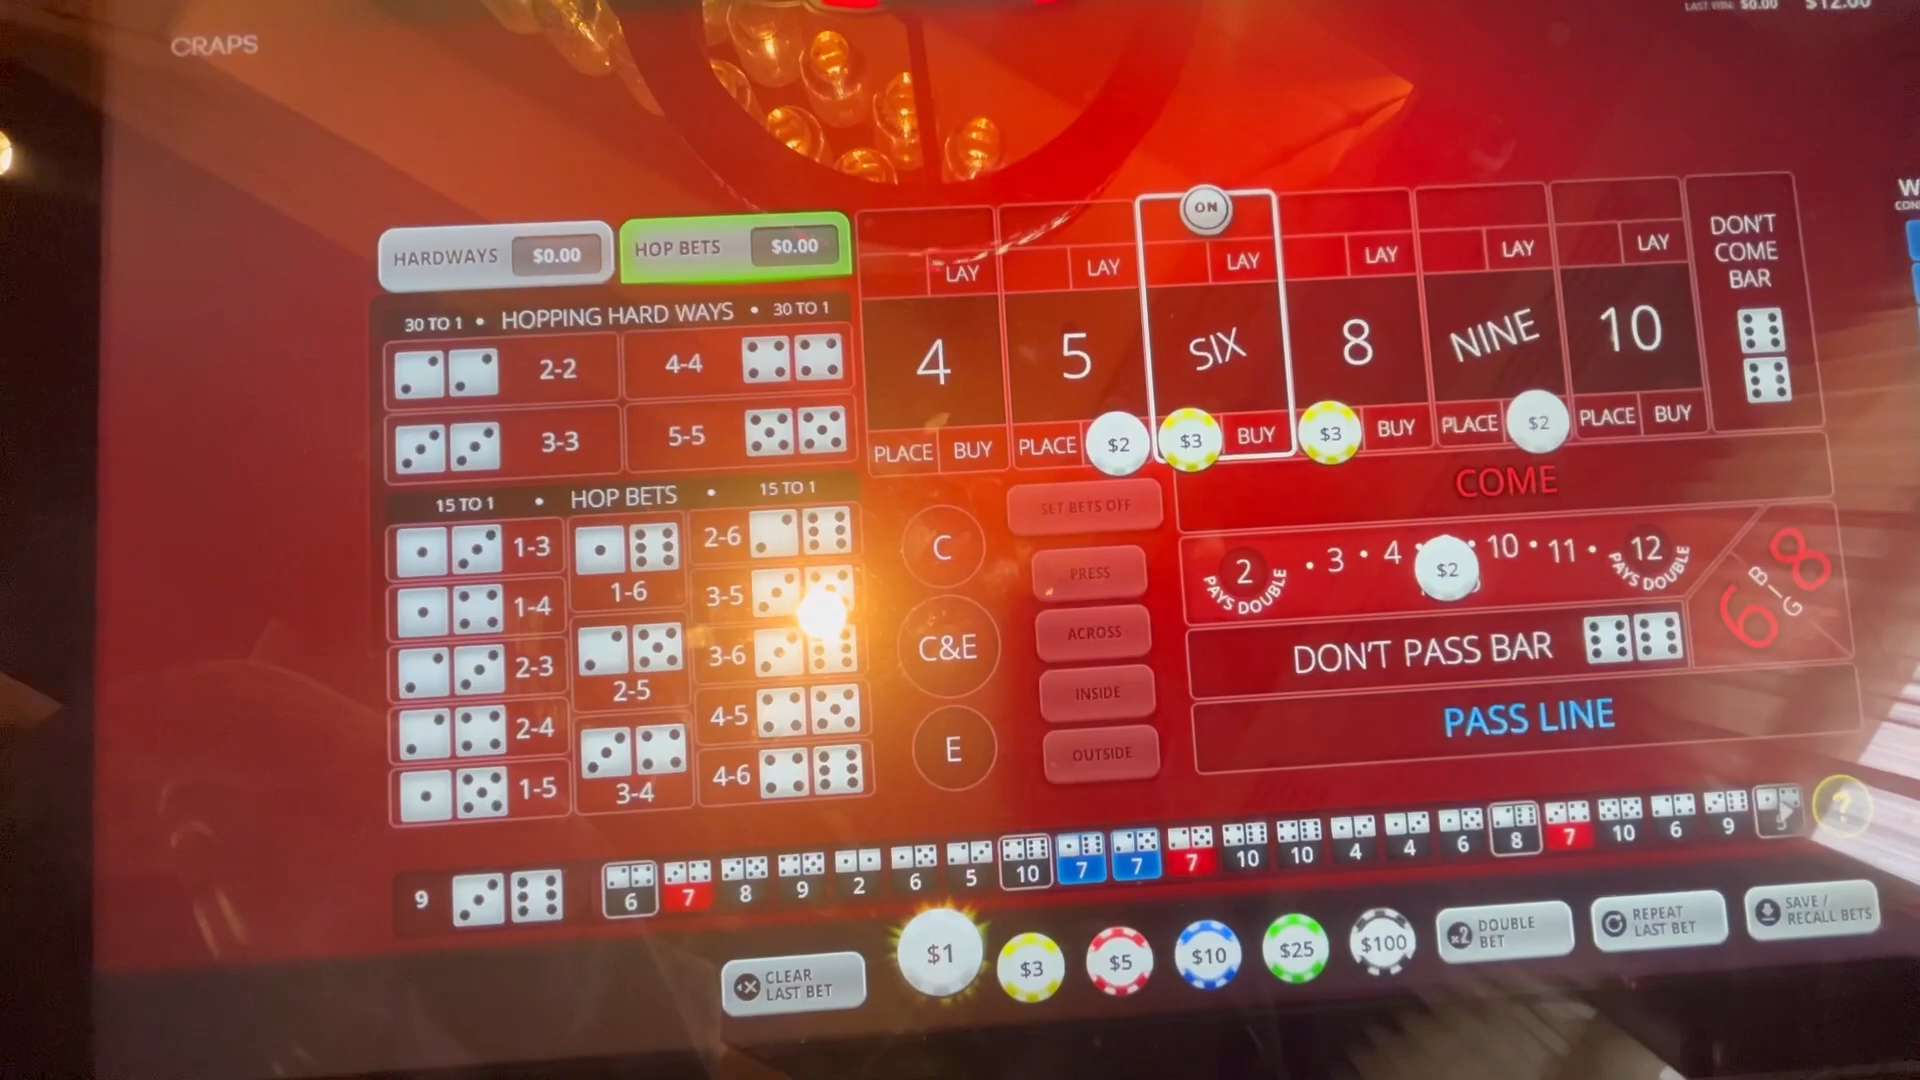 LAST WIN: $0.00 $12.00
CRAPS
HARDWAYS $0.00
HOP BETS $0.00
30 TO 1 • HOPPING HARD WAYS • 30 TO 1
2-2 4-4
3-3 5-5
15 TO 1 • HOP BETS • 15 TO 1
1-3
1-4
2-3
2-4
1-5
1-6
2-5
3-4
2-6
3-5
3-6
4-5
4-6
ON
LAY LAY LAY LAY LAY LAY
4 5 SIX 8 NINE 10
PLACE BUY PLACE $2 $3 BUY $3 BUY PLACE $2 PLACE BUY
DON'T
COME
BAR
C
C&E
E
SET BETS OFF
PRESS
ACROSS
INSIDE
OUTSIDE
COME
2 • 3 • 4 • $2 • 10 • 11 • 12
PAYS DOUBLE PAYS DOUBLE
DON'T PASS BAR
BIG 6 8
PASS LINE
9
6 7 8 9 2 6 5 10 7 7 7 10 10 4 4 6 8 7 10 6 9
?
CLEAR
LAST BET
$1 $3 $5 $10 $25 $100
x2 DOUBLE
BET
REPEAT
LAST BET
SAVE /
RECALL BETS